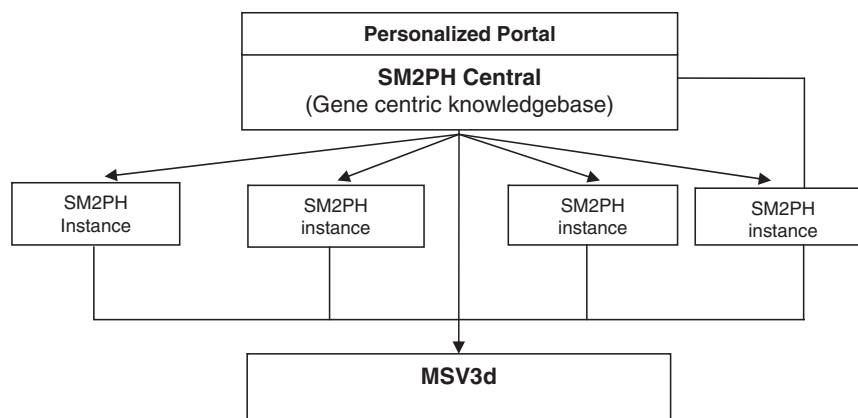 Personalized Portal
SM2PH Central
(Gene centric knowledgebase)
SM2PH
Instance
SM2PH
instance
SM2PH
instance
SM2PH
instance
MSV3d